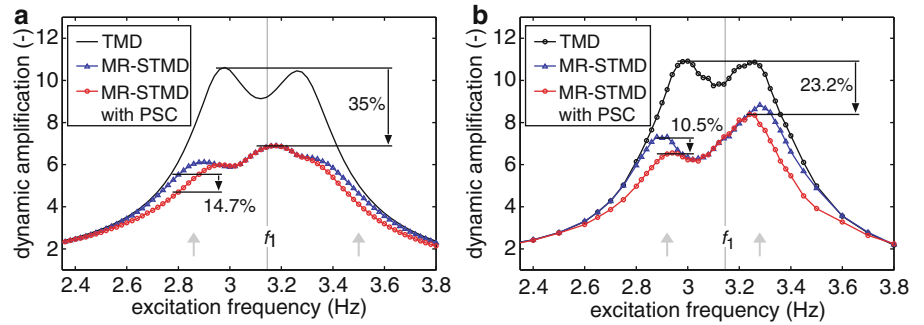 a
dynamic amplification (-)
12
10
8
6
4
2
TMD
MR-STMD
MR-STMD
with PSC
35%
14.7%
f1
2.4 2.6 2.8 3 3.2 3.4 3.6 3.8
excitation frequency (Hz)
b
dynamic amplification (-)
12
10
8
6
4
2
TMD
MR-STMD
MR-STMD
with PSC
23.2%
10.5%
f1
2.4 2.6 2.8 3 3.2 3.4 3.6 3.8
excitation frequency (Hz)